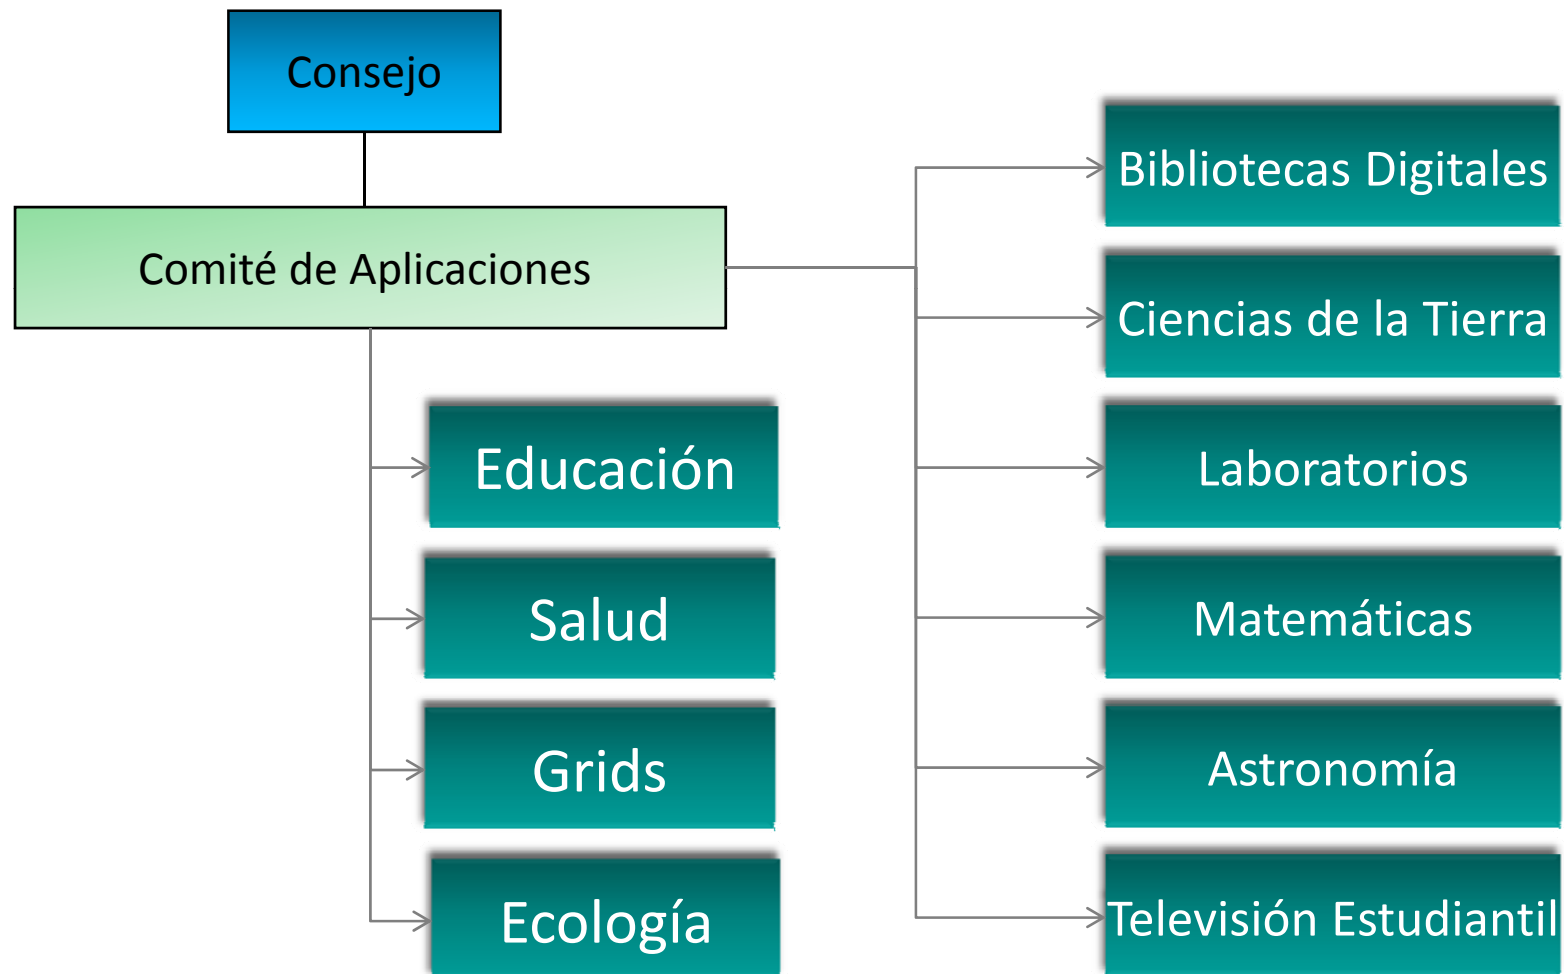 Consejo
Comité de Aplicaciones
Educación
Salud
Grids
Ecología
Bibliotecas Digitales
Ciencias de la Tierra
Laboratorios
Matemáticas
Astronomía
Televisión Estudiantil